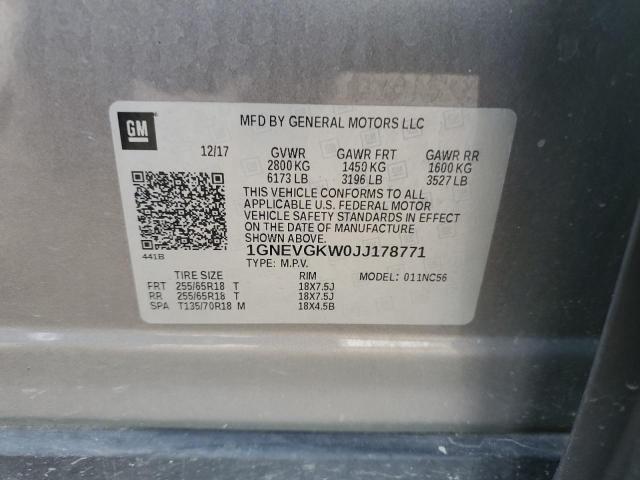 GM
MFD BY GENERAL MOTORS LLC
12/17 GVWR GAWR FRT GAWR RR
2800 KG 1450 KG 1600 KG
6173 LB 3196 LB 3527 LB
THIS VEHICLE CONFORMS TO ALL
APPLICABLE U.S. FEDERAL MOTOR
VEHICLE SAFETY STANDARDS IN EFFECT
ON THE DATE OF MANUFACTURE
SHOWN ABOVE.
1GNEVGKW0JJ178771
441B TYPE: M.P.V. MODEL: 011NC56
TIRE SIZE RIM
FRT 255/65R18 T 18X7.5J
RR 255/65R18 T 18X7.5J
SPA T135/70R18 M 18X4.5B